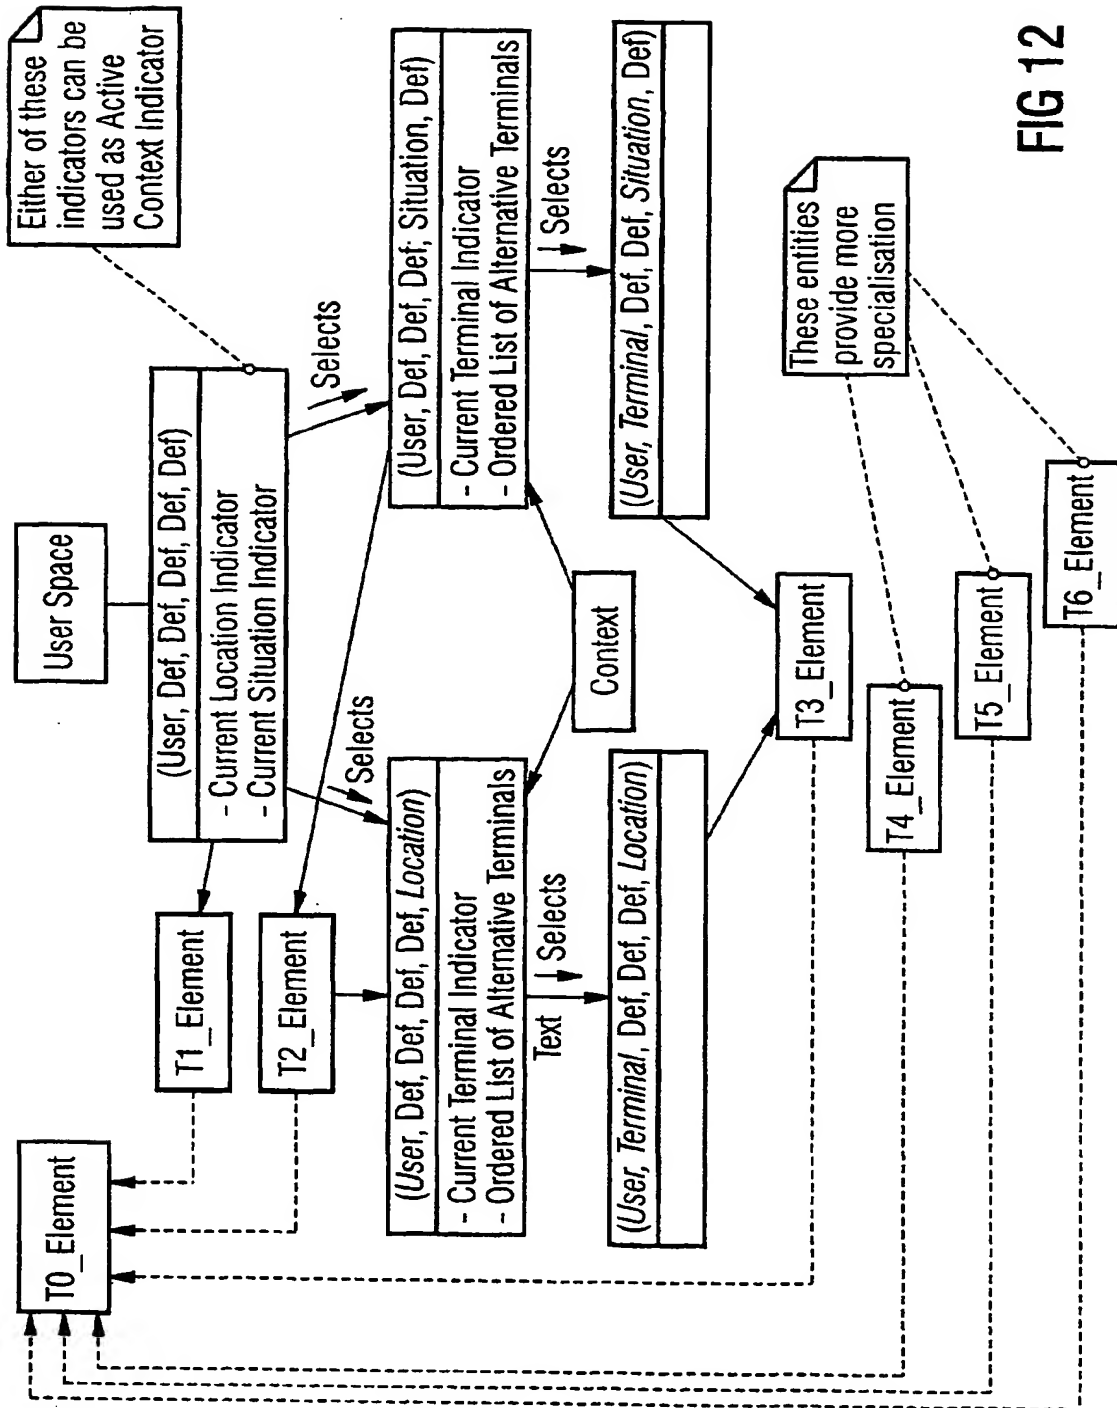 Either of these
indicators can be
used as Active
Context Indicator
User Space
(User, Def, Def, Def, Def, Def)
- Current Location Indicator
- Current Situation Indicator
T0_Element
T1_Element
T2_Element
Selects
Selects
(User, Def, Def, Def, Def, Location)
- Current Terminal Indicator
- Ordered List of Alternative Terminals
(User, Def, Def, Def; Situation, Def)
- Current Terminal Indicator
- Ordered List of Alternative Terminals
Text
Selects
Selects
Context
(User, Terminal, Def, Def, Def, Location)
(User, Terminal, Def, Def, Situation, Def)
T3_Element
These entities
provide more
specialisation
T4_Element
T5_Element
T6_Element
FIG 12